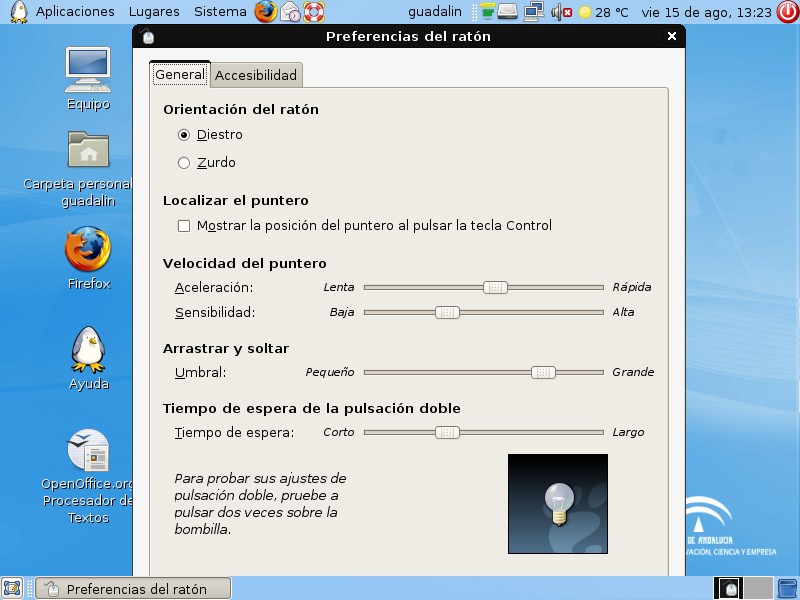 Aplicaciones Lugares Sistema guadalin 28 °C vie 15 de ago, 13:23
Preferencias del ratón
General Accesibilidad
Orientación del ratón
Diestro
Zurdo
Localizar el puntero
Mostrar la posición del puntero al pulsar la tecla Control
Velocidad del puntero
Aceleración: Lenta Rápida
Sensibilidad: Baja Alta
Arrastrar y soltar
Umbral: Pequeño Grande
Tiempo de espera de la pulsación doble
Tiempo de espera: Corto Largo
Para probar sus ajustes de
pulsación doble, pruebe a
pulsar dos veces sobre la
bombilla.
Equipo
Carpeta personal
guadalin
Firefox
Ayuda
OpenOffice.org
Procesador de
Textos
DE ANDALUCIA
VACIÓN, CIENCIA Y EMPRESA
Preferencias del ratón